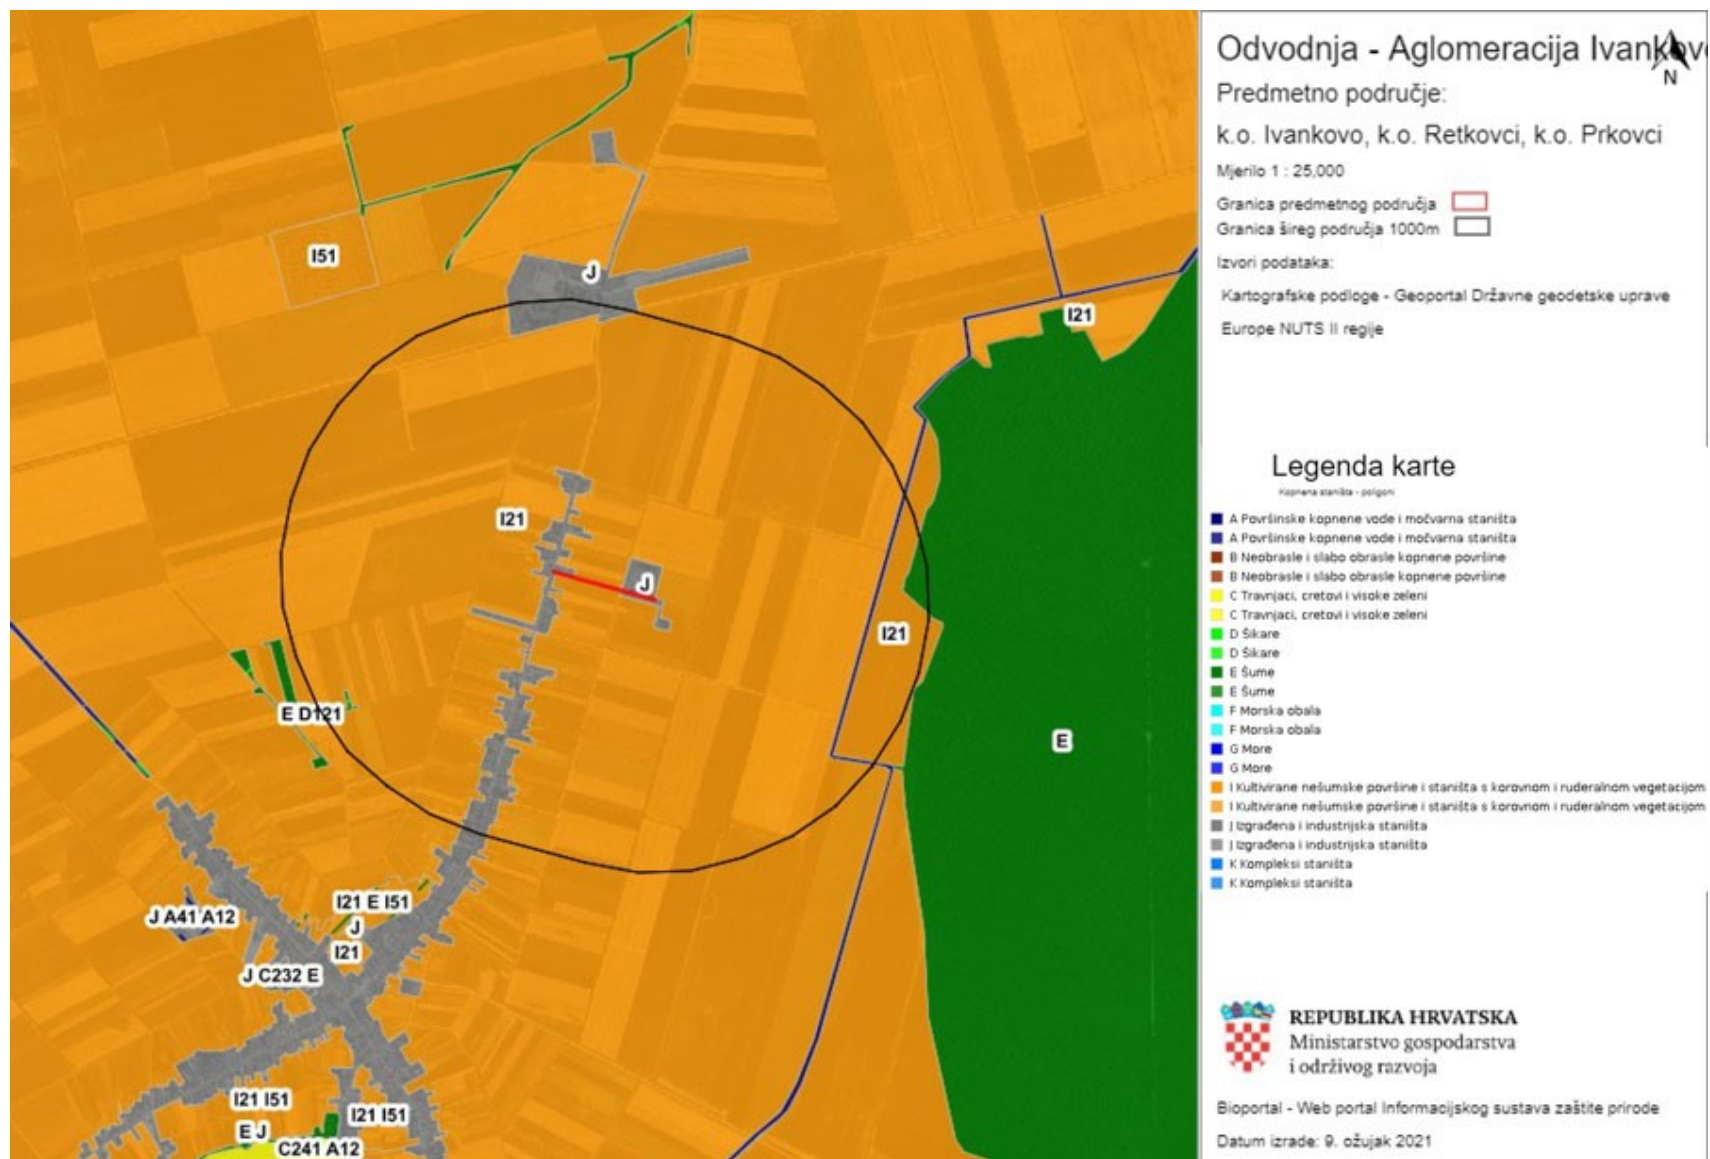 Odvodnja - Aglomeracija Ivankovo
N
Predmetno područje:
k.o. Ivankovo, k.o. Retkovci, k.o. Prkovci
Mjerilo 1 : 25,000
Granica predmetnog područja
Granica šireg područja 1000m
Izvori podataka:
Kartografske podloge - Geoportal Državne geodetske uprave
Europe NUTS II regije
Legenda karte
Kopnena staništa - poligoni
A Površinske kopnene vode i močvarna staništa
A Površinske kopnene vode i močvarna staništa
B Neobrasle i slabo obrasle kopnene površine
B Neobrasle i slabo obrasle kopnene površine
C Travnjaci, cretovi i visoke zeleni
C Travnjaci, cretovi i visoke zeleni
D Šikare
D Šikare
E Šume
E Šume
F Morska obala
F Morska obala
G More
G More
I Kultivirane nešumske površine i staništa s korovnom i ruderalnom vegetacijom
I Kultivirane nešumske površine i staništa s korovnom i ruderalnom vegetacijom
J Izgrađena i industrijska staništa
J Izgrađena i industrijska staništa
K Kompleksi staništa
K Kompleksi staništa
REPUBLIKA HRVATSKA
Ministarstvo gospodarstva
i održivog razvoja
Bioportal - Web portal Informacijskog sustava zaštite prirode
Datum izrade: 9. ožujak 2021
I51
J
I21
I21
J
I21
E D121
E
I21 E I51
J A41 A12
J
I21
J C232 E
I21 I51
I21 I51
E J
C241 A12